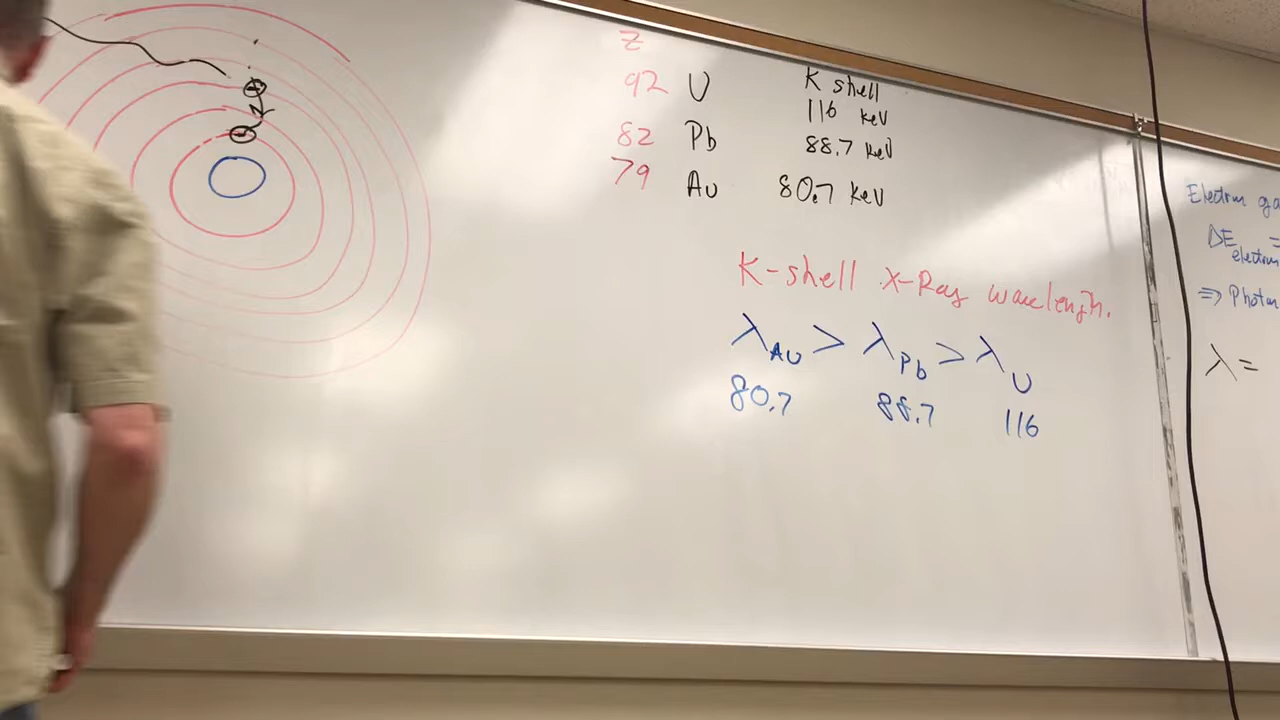 Z
92 U K shell
116 keV
82 Pb 88.7 keV
79 Au 80.7 keV
K-shell X-Ray wavelength.
λAu > λPb > λU
80.7 88.7 116
Electron
ΔE electron =
⇒ Photon
λ =